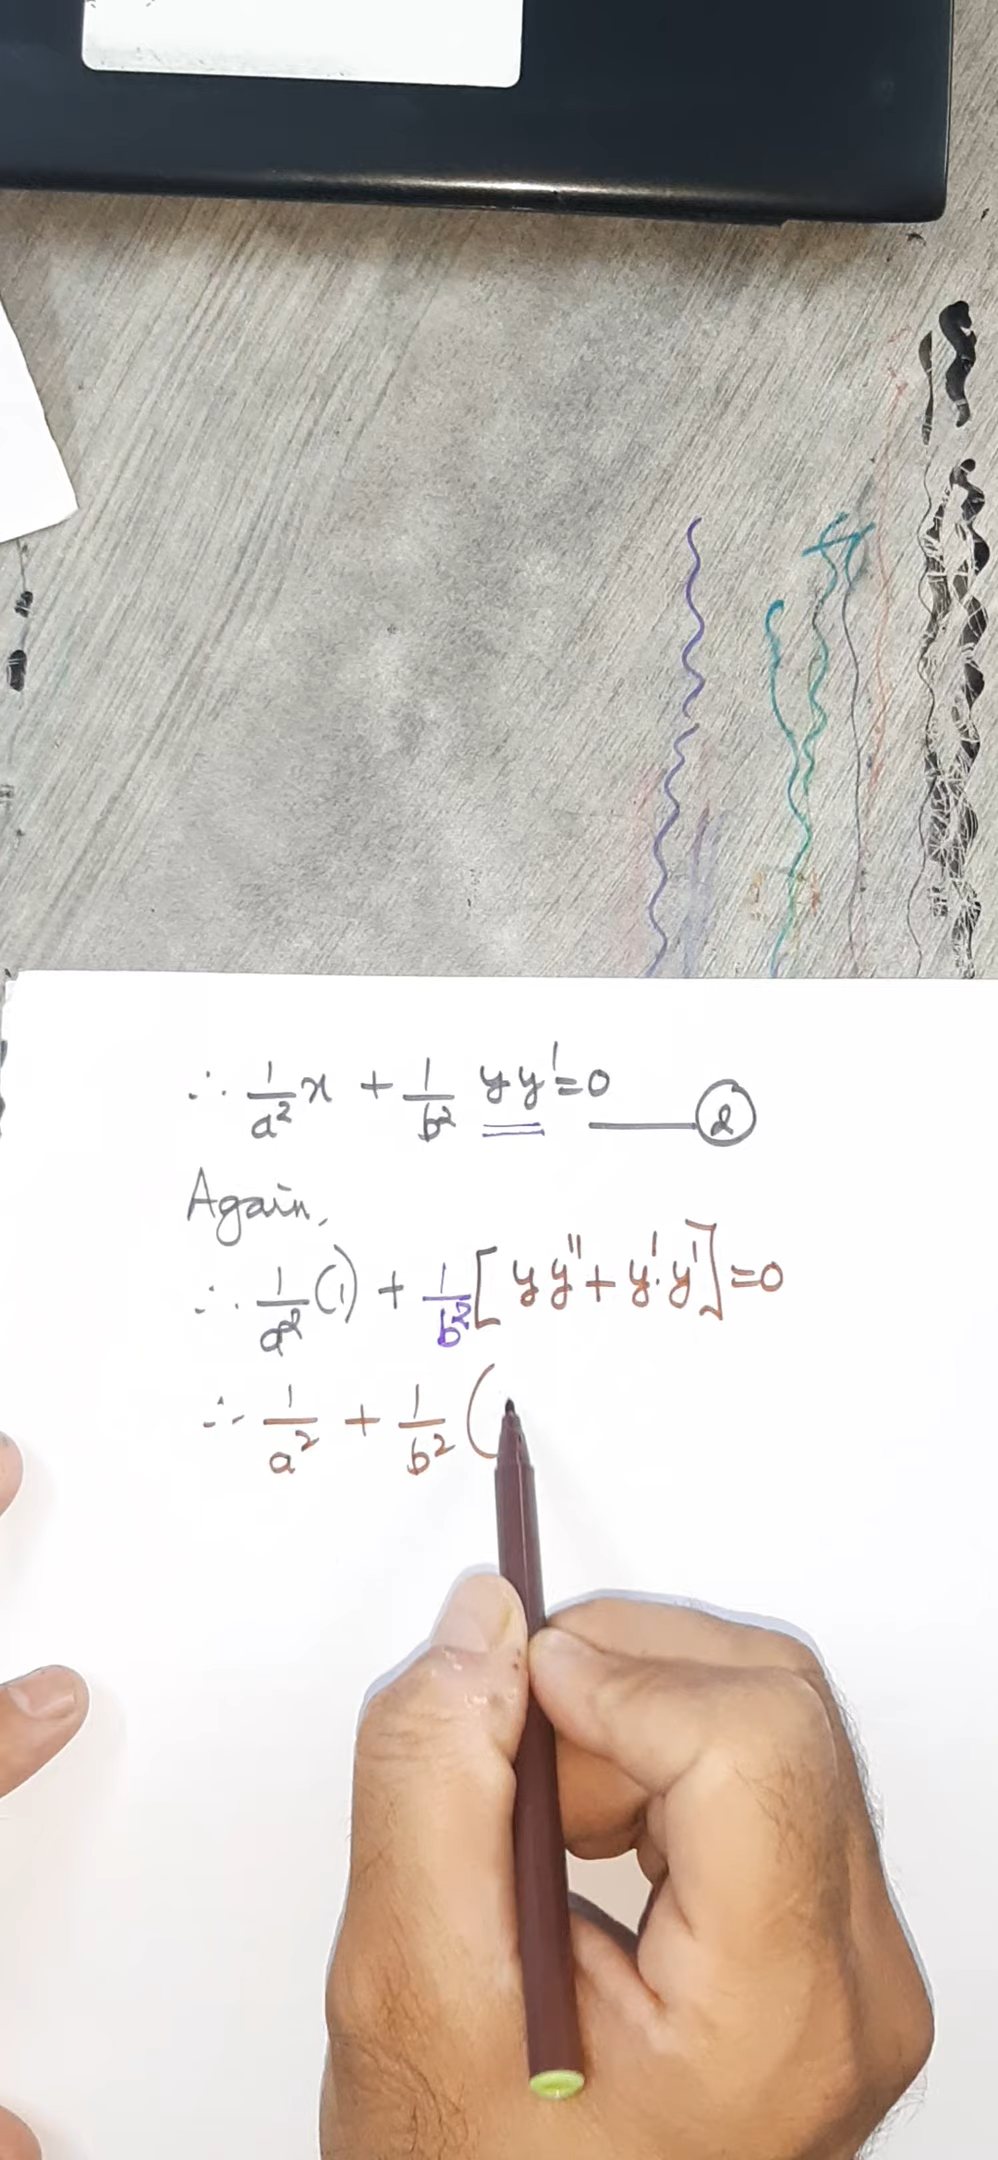 ∴ 1/a² x + 1/b² yy' = 0 —— ②
Again,
∴ 1/a² (1) + 1/b² [yy'' + y'.y'] = 0
∴ 1/a² + 1/b² (